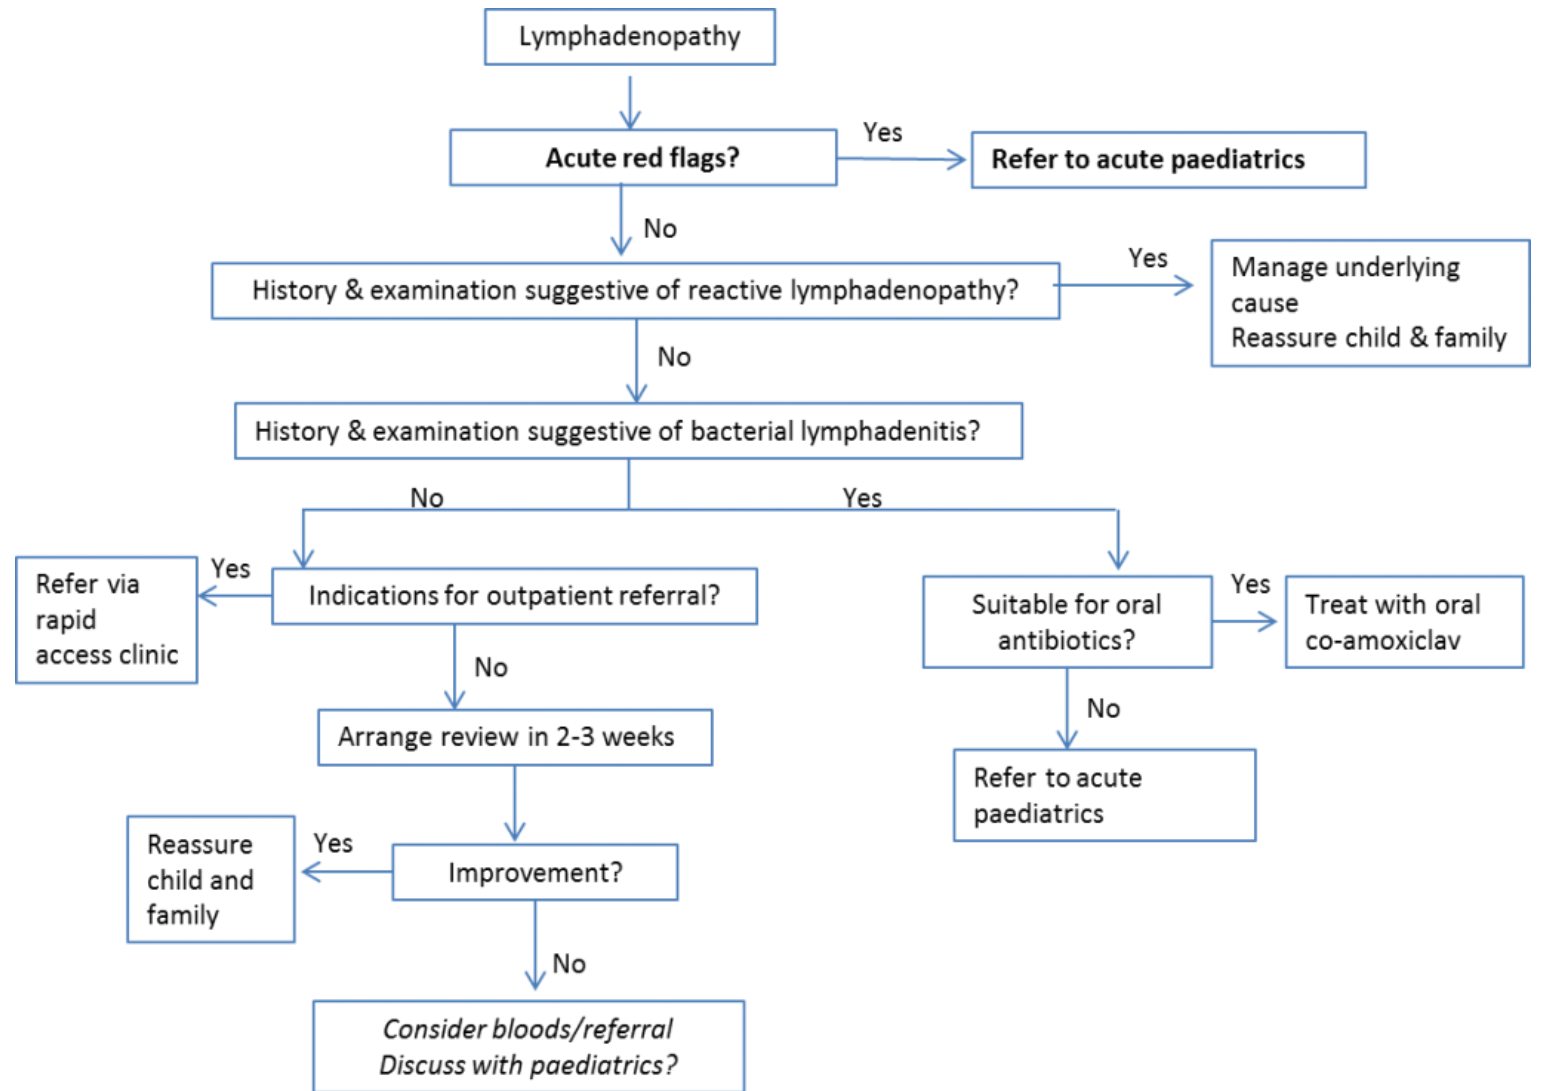 Lymphadenopathy
Acute red flags?
Yes
Refer to acute paediatrics
No
History & examination suggestive of reactive lymphadenopathy?
Yes
Manage underlying
cause
Reassure child & family
No
History & examination suggestive of bacterial lymphadenitis?
No
Yes
Refer via
rapid
access clinic
Yes
Indications for outpatient referral?
Suitable for oral
antibiotics?
Yes
Treat with oral
co-amoxiclav
No
No
Arrange review in 2-3 weeks
Refer to acute
paediatrics
Reassure
child and
family
Yes
Improvement?
No
Consider bloods/referral
Discuss with paediatrics?